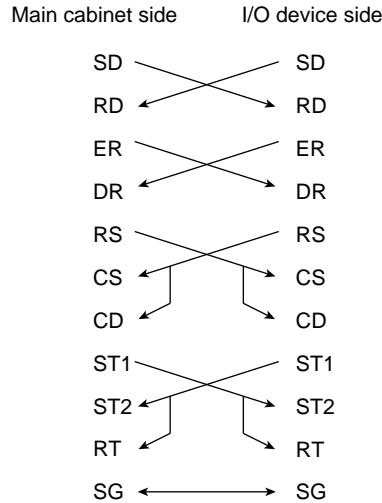 Main cabinet side I/O device side
SD SD
RD RD
ER ER
DR DR
RS RS
CS CS
CD CD
ST1 ST1
ST2 ST2
RT RT
SG SG